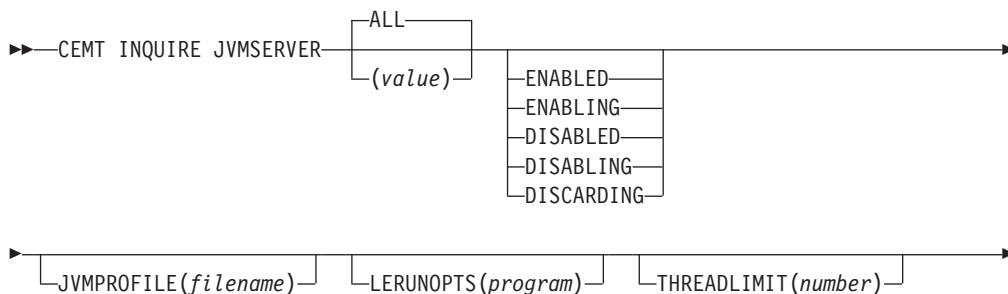 ALL
CEMT INQUIRE JVMSERVER
(value)
ENABLED
ENABLING
DISABLED
DISABLING
DISCARDING
JVMPROFILE(filename) LERUNOPTS(program) THREADLIMIT(number)